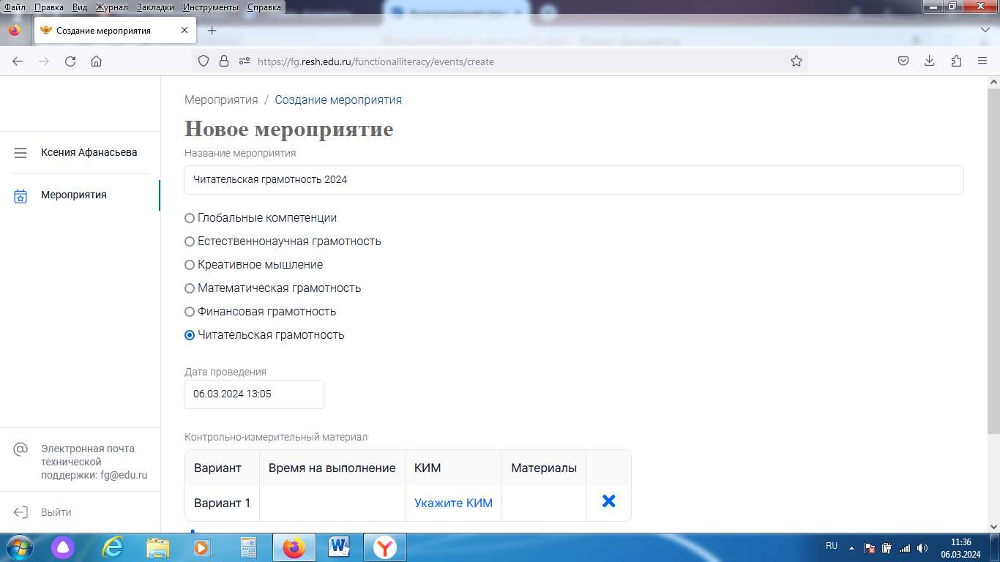 Файл Правка Вид Журнал Закладки Инструменты Справка
Создание мероприятия
https://fg.resh.edu.ru/functionalliteracy/events/create
Мероприятия / Создание мероприятия
Новое мероприятие
Ксения Афанасьева
Название мероприятия
Читательская грамотность 2024
Мероприятия
Глобальные компетенции
Естественнонаучная грамотность
Креативное мышление
Математическая грамотность
Финансовая грамотность
Читательская грамотность
Дата проведения
06.03.2024 13:05
Контрольно-измерительный материал
Электронная почта
технической
поддержки: fg@edu.ru
Вариант Время на выполнение КИМ Материалы
Вариант 1 Укажите КИМ
Выйти
RU 11:36
06.03.2024